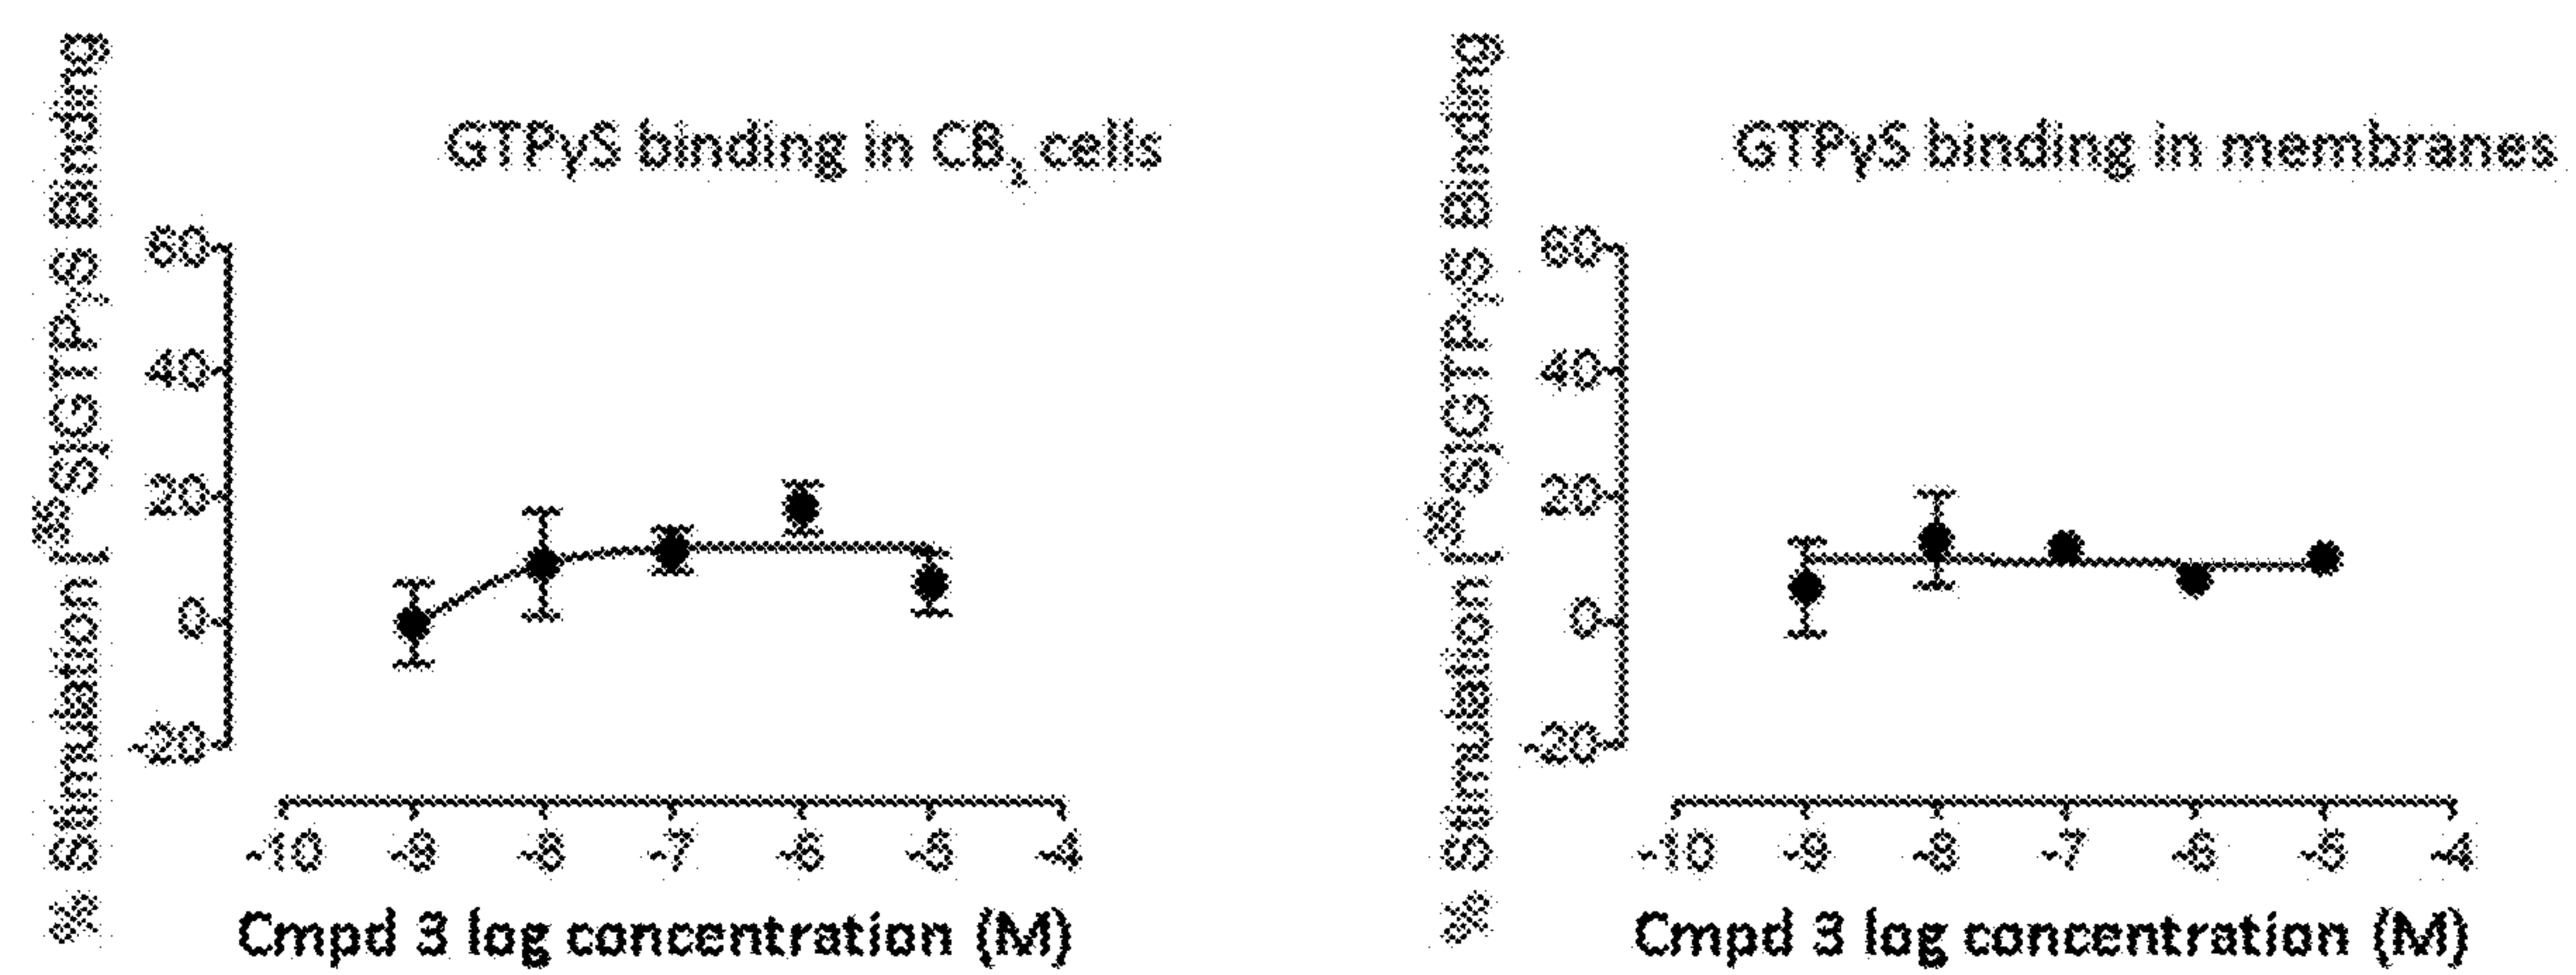 % Stimulation [³⁵S]GTPγS Binding
GTPγS binding in CB₁ cells
60
40
20
0
-20
-10 -9 -8 -7 -6 -5 -4
Cmpd 3 log concentration (M)
% Stimulation [³⁵S]GTPγS Binding
GTPγS binding in membranes
60
40
20
0
-20
-10 -9 -8 -7 -6 -5 -4
Cmpd 3 log concentration (M)